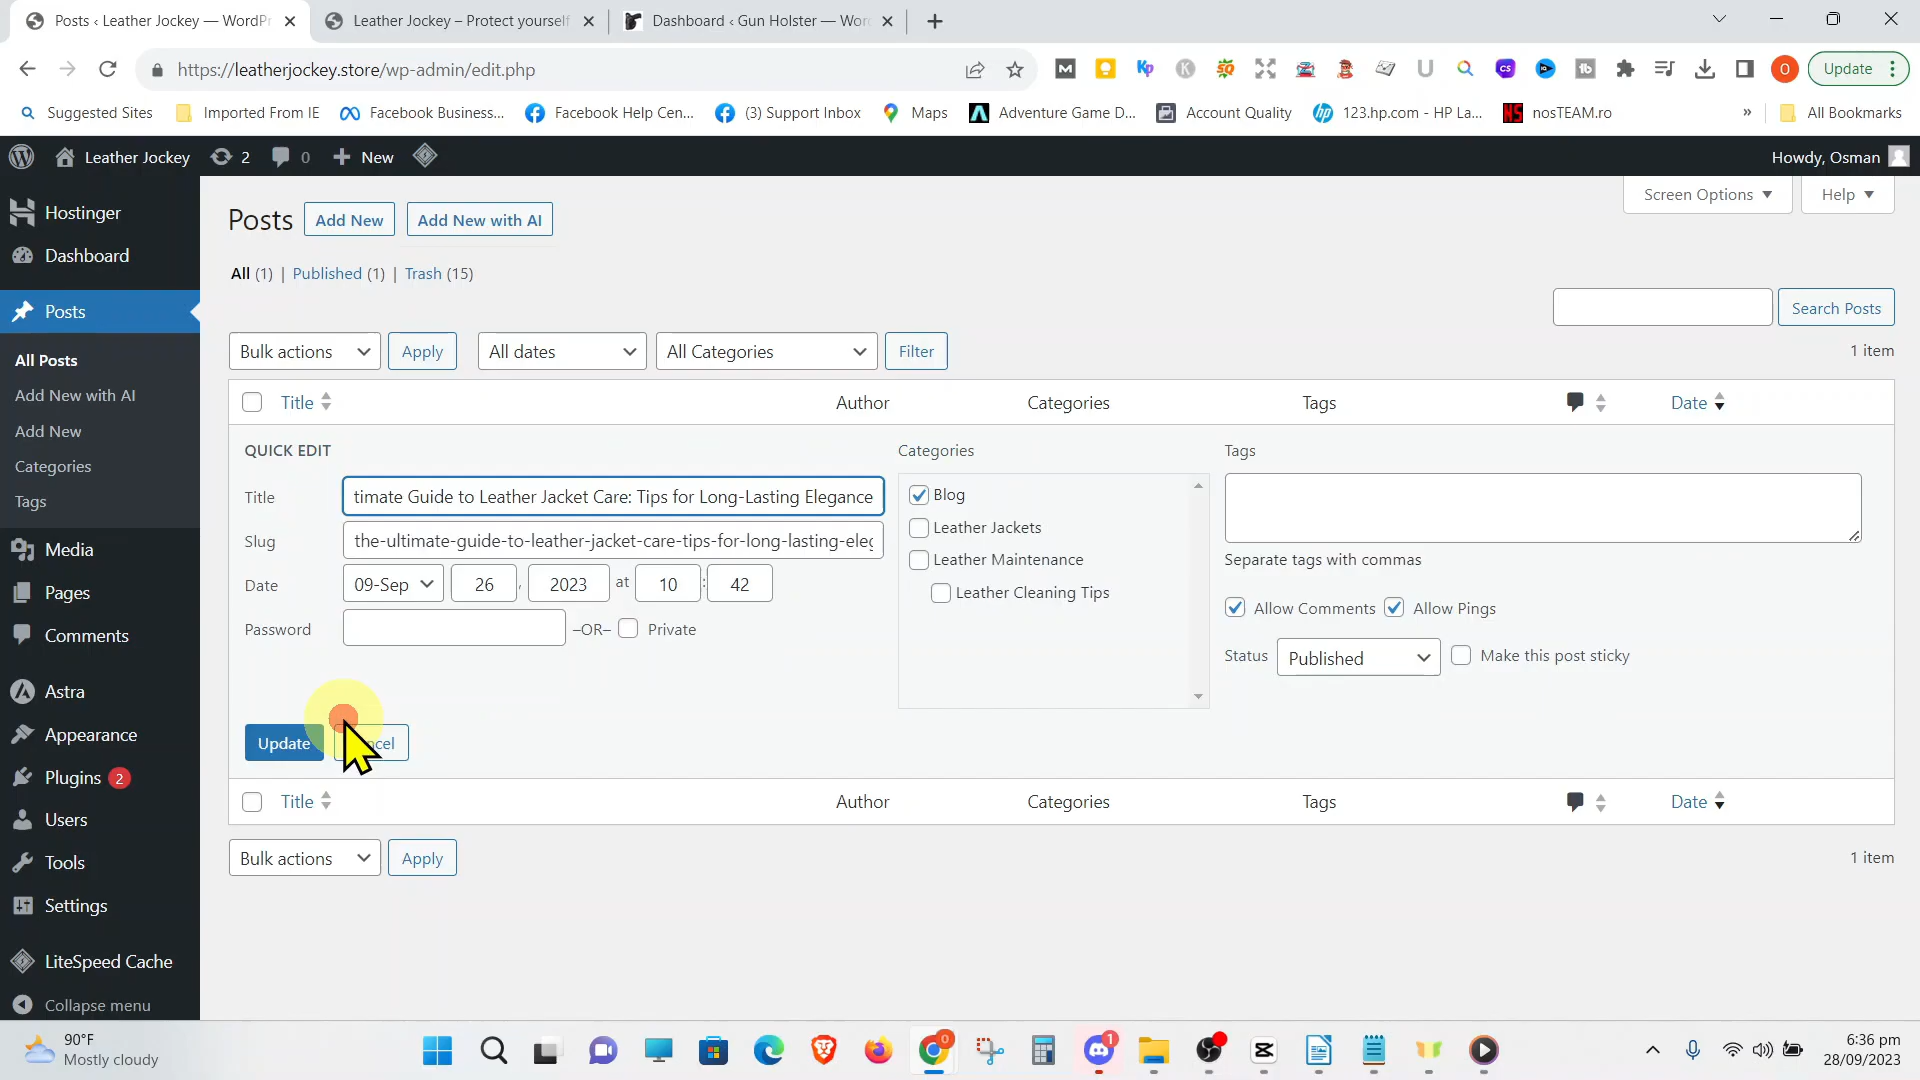 Posts ‹ Leather Jockey — WordPr
Leather Jockey – Protect yourself
Dashboard ‹ Gun Holster — Wor
https://leatherjockey.store/wp-admin/edit.php
Update
Suggested Sites
Imported From IE
Facebook Business...
Facebook Help Cen...
(3) Support Inbox
Maps
Adventure Game D...
Account Quality
123.hp.com - HP La...
nosTEAM.ro
»
All Bookmarks
Leather Jockey
2
0
New
Howdy, Osman
Hostinger
Dashboard
Posts
All Posts
Add New with AI
Add New
Categories
Tags
Media
Pages
Comments
Astra
Appearance
Plugins 2
Users
Tools
Settings
LiteSpeed Cache
Collapse menu
Screen Options
Help
Posts
Add New
Add New with AI
All (1) | Published (1) | Trash (15)
Search Posts
Bulk actions
Apply
All dates
All Categories
Filter
1 item
Title
Author
Categories
Tags
Date
QUICK EDIT
Title
timate Guide to Leather Jacket Care: Tips for Long-Lasting Elegance
Slug
the-ultimate-guide-to-leather-jacket-care-tips-for-long-lasting-eleg
Date
09-Sep
26 , 2023 at 10 : 42
Password
–OR–
Private
Update
Categories
Blog
Leather Jackets
Leather Maintenance
Leather Cleaning Tips
Tags
Separate tags with commas
Allow Comments
Allow Pings
Status
Published
Make this post sticky
Title
Author
Categories
Tags
Date
Bulk actions
Apply
1 item
90°F
Mostly cloudy
6:36 pm
28/09/2023